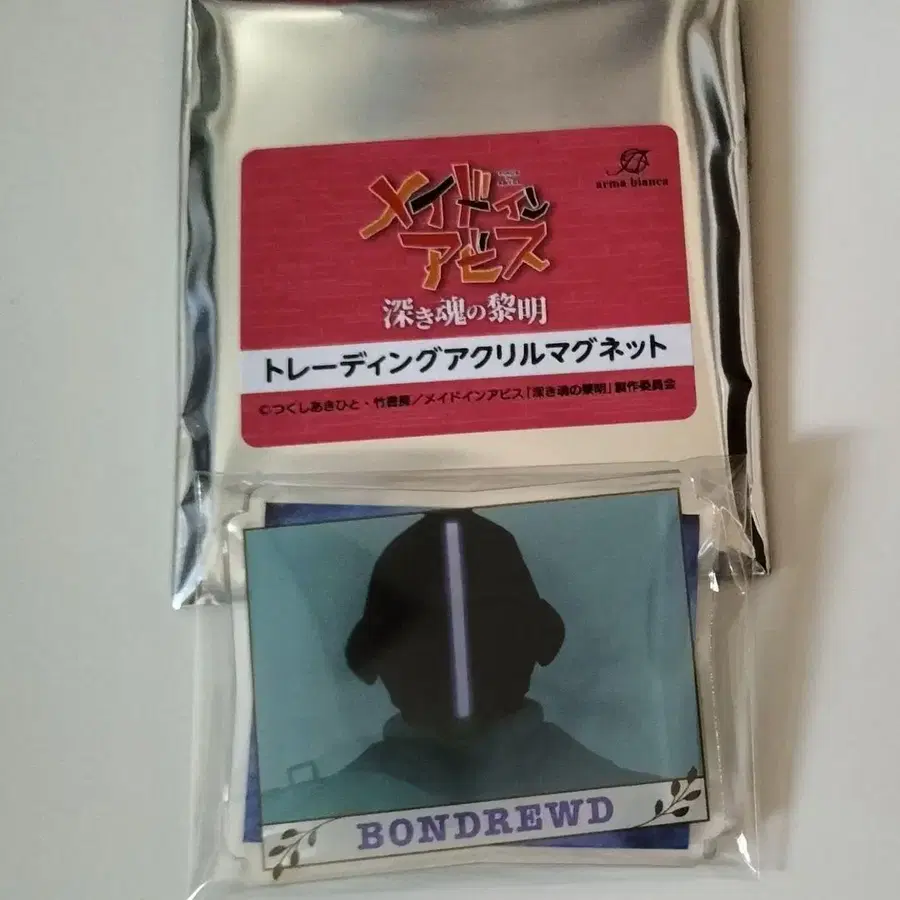 arma bianca
メイドイン
アビス
深き魂の黎明
トレーディングアクリルマグネット
©つくしあきひと・竹書房／メイドインアビス「深き魂の黎明」製作委員会
BONDREWD